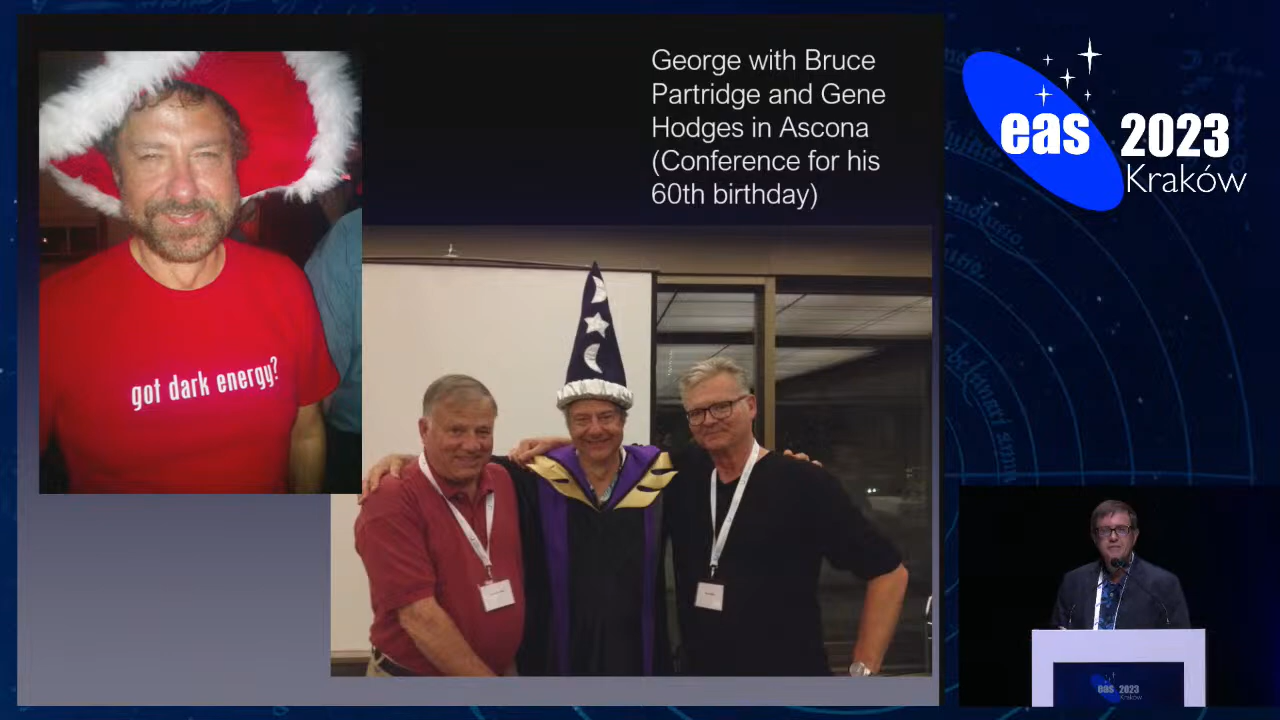 George with Bruce
Partridge and Gene
Hodges in Ascona
(Conference for his
60th birthday)
got dark energy?
eas 2023
Kraków
eas 2023
Kraków